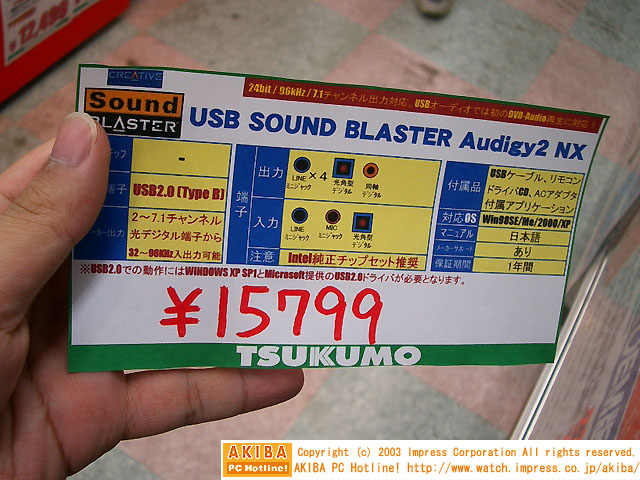 12,499
CREATIVE
Sound
BLASTER
24bit / 96kHz / 7.1チャンネル出力対応。USBオーディオでは初のDVD-Audio再生に対応!
USB SOUND BLASTER Audigy2 NX
チップ
-
端子
USB2.0(Type B)
出力
2～7.1チャンネル
光デジタル端子から
32～96KHz入出力可能
端子
出力
LINE
ミニジャック
×4
光角型
デジタル
同軸
デジタル
入力
LINE
ミニジャック
MIC
ミニジャック
光角型
デジタル
注意
Intel純正チップセット推奨
付属品
USBケーブル、リモコン
ドライバCD、ACアダプタ
付属アプリケーション
対応OS
Win98SE/Me/2000/XP
マニュアル
日本語
メーカーサポート
あり
保証期間
1年間
※USB2.0での動作にはWINDOWS XP SP1とMicrosoft提供のUSB2.0ドライバが必要となります。
¥15799
TSUKUMO
AKIBA
PC Hotline!
Copyright (c) 2003 Impress Corporation All rights reserved.
AKIBA PC Hotline! http://www.watch.impress.co.jp/akiba/